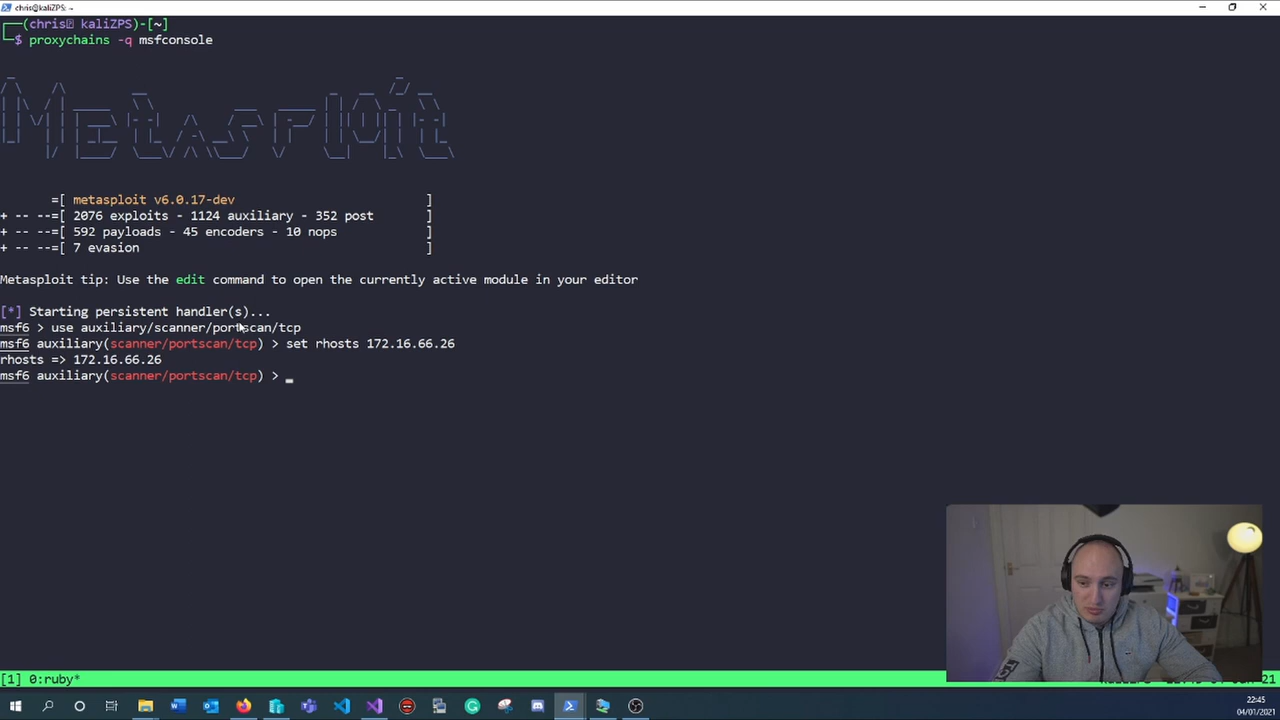 chris@kaliZPS: ~
(chris kaliZPS)-[~]
$ proxychains -q msfconsole
=[ metasploit v6.0.17-dev ]
+ -- --=[ 2076 exploits - 1124 auxiliary - 352 post ]
+ -- --=[ 592 payloads - 45 encoders - 10 nops ]
+ -- --=[ 7 evasion ]
Metasploit tip: Use the edit command to open the currently active module in your editor
[*] Starting persistent handler(s)...
msf6 > use auxiliary/scanner/portscan/tcp
msf6 auxiliary(scanner/portscan/tcp) > set rhosts 172.16.66.26
rhosts => 172.16.66.26
msf6 auxiliary(scanner/portscan/tcp) > _
[1] 0:ruby*
22:45
04/01/2021